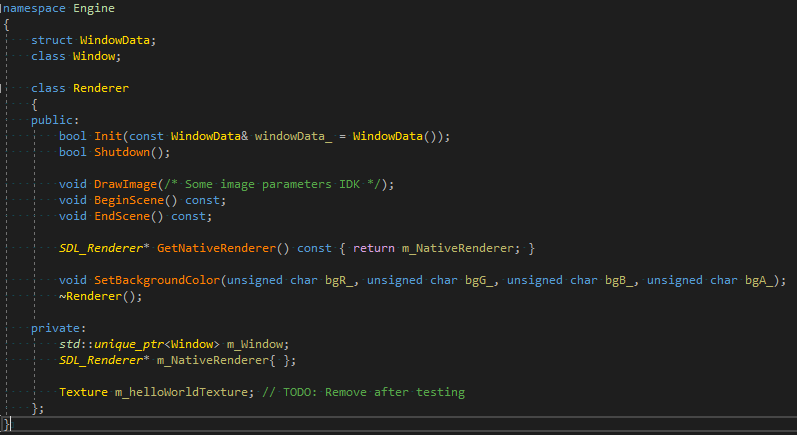 namespace Engine
{
    struct WindowData;
    class Window;

    class Renderer
    {
    public:
        bool Init(const WindowData& windowData_ = WindowData());
        bool Shutdown();

        void DrawImage(/* Some image parameters IDK */);
        void BeginScene() const;
        void EndScene() const;

        SDL_Renderer* GetNativeRenderer() const { return m_NativeRenderer; }

        void SetBackgroundColor(unsigned char bgR_, unsigned char bgG_, unsigned char bgB_, unsigned char bgA_);
        ~Renderer();

    private:
        std::unique_ptr<Window> m_Window;
        SDL_Renderer* m_NativeRenderer{ };

        Texture m_helloWorldTexture; // TODO: Remove after testing
    };
}